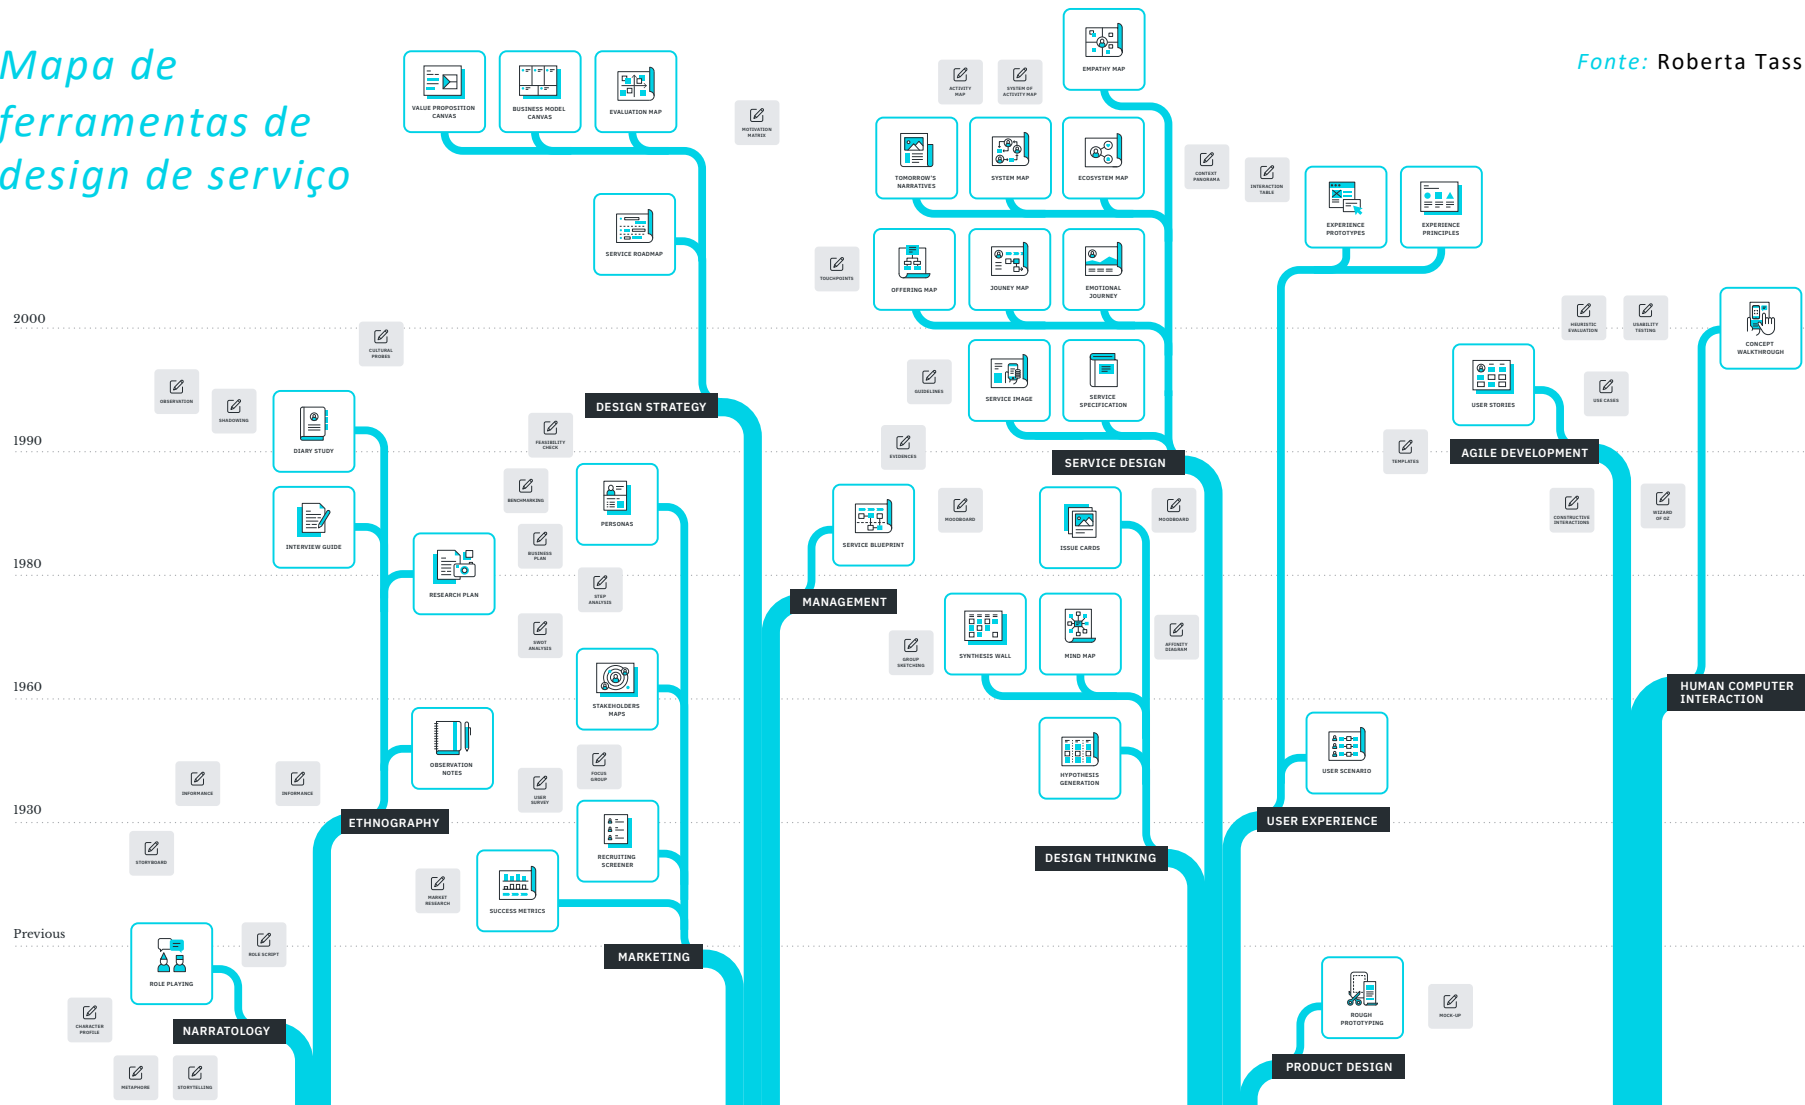 Mapa de
ferramentas de
design de serviço
Fonte: Roberta Tass
VALUE PROPOSITION
CANVAS
BUSINESS MODEL
CANVAS
EVALUATION MAP
MOTIVATION
MATRIX
ACTIVITY
MAP
SYSTEM OF
ACTIVITY MAP
EMPATHY MAP
TOMORROW'S
NARRATIVES
SYSTEM MAP
ECOSYSTEM MAP
CONTEXT
PANORAMA
INTERACTION
TABLE
EXPERIENCE
PROTOTYPES
EXPERIENCE
PRINCIPLES
SERVICE ROADMAP
TOUCHPOINTS
OFFERING MAP
JOUNEY MAP
EMOTIONAL
JOURNEY
2000
CULTURAL
PROBES
HEURISTIC
EVALUATION
USABILITY
TESTING
CONCEPT
WALKTHROUGH
OBSERVATION
SHADOWING
DIARY STUDY
DESIGN STRATEGY
GUIDELINES
SERVICE IMAGE
SERVICE
SPECIFICATION
USER STORIES
USE CASES
1990
FEASIBILITY
CHECK
EVIDENCES
SERVICE DESIGN
TEMPLATES
AGILE DEVELOPMENT
INTERVIEW GUIDE
BENCHMARKING
PERSONAS
SERVICE BLUEPRINT
MOODBOARD
ISSUE CARDS
MOODBOARD
CONSTRUCTIVE
INTERACTIONS
WIZARD
OF OZ
1980
RESEARCH PLAN
BUSINESS
PLAN
STEP
ANALYSIS
MANAGEMENT
SWOT
ANALYSIS
GROUP
SKETCHING
SYNTHESIS WALL
MIND MAP
AFFINITY
DIAGRAM
1960
STAKEHOLDERS
MAPS
HUMAN COMPUTER
INTERACTION
OBSERVATION
NOTES
INFORMANCE
INFORMANCE
USER
SURVEY
FOCUS
GROUP
HYPOTHESIS
GENERATION
USER SCENARIO
1930
ETHNOGRAPHY
USER EXPERIENCE
STORYBOARD
RECRUITING
SCREENER
DESIGN THINKING
MARKET
RESEARCH
SUCCESS METRICS
Previous
ROLE PLAYING
ROLE SCRIPT
MARKETING
CHARACTER
PROFILE
NARRATOLOGY
ROUGH
PROTOTYPING
MOCK-UP
METAPHORE
STORYTELLING
PRODUCT DESIGN